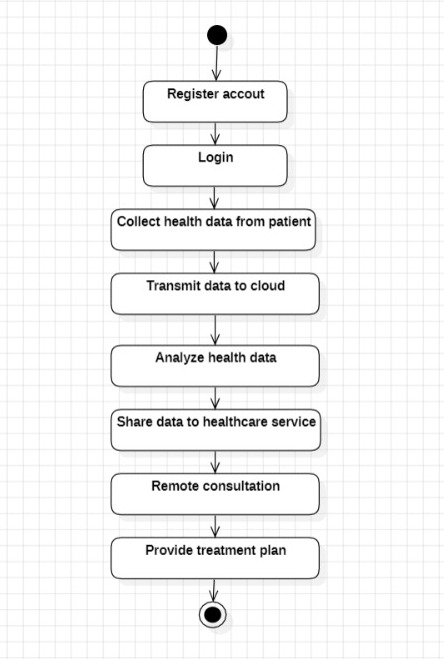 Register accout
Login
Collect health data from patient
Transmit data to cloud
Analyze health data
Share data to healthcare service
Remote consultation
Provide treatment plan